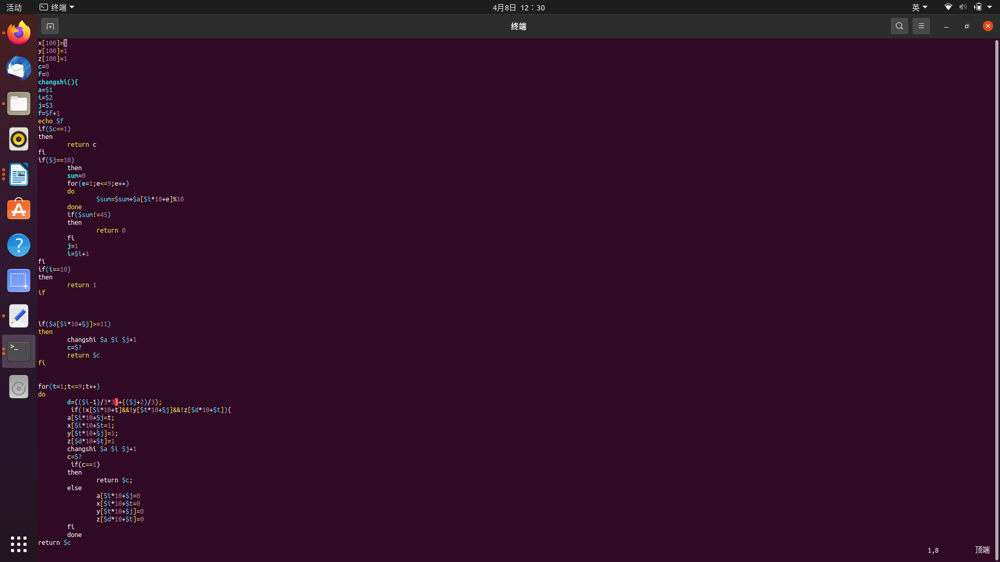 活动
终端
4月8日 12：30
英
终端
x[100]=1
y[100]=1
z[100]=1
c=0
f=0
changshi(){
a=$1
i=$2
j=$3
f=$f+1
echo $f
if($c==1)
then
        return c
fi
if($j==10)
        then
        sum=0
        for(e=1;e<=9;e++)
        do
                $sum=$sum+$a[$i*10+e]%10
        done
        if($sum!=45)
        then
                return 0
        fi
        j=1
        i=$i+1
fi
if(i==10)
then
        return 1
if
if($a[$i*10+$j]>=11)
then
        changshi $a $i $j+1
        c=$?
        return $c
fi
for(t=1;t<=9;t++)
do
        d=(($i-1)/3*3)+(($j+2)/3);
         if(!x[$i*10+t]&&!y[$t*10+$j]&&!z[$d*10+$t]){
        a[$i*10+$j=t;
        x[$i*10+$t=1;
        y[$t*10+$j]=1;
        z[$d*10+$t]=1
        changshi $a $i $j+1
        c=$?
         if(c==1)
        then
                return $c;
        else
                a[$i*10+$j=0
                x[$i*10+$t=0
                y[$t*10+$j]=0
                z[$d*10+$t]=0
        fi
        done
return $c
1,8
顶端